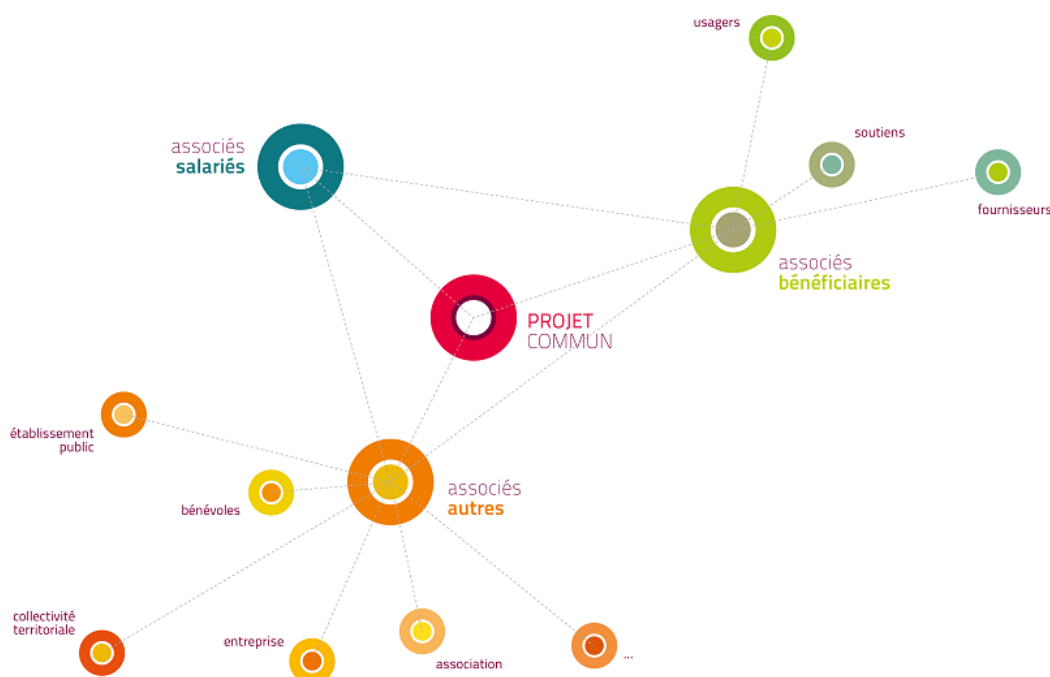 usagers
soutiens
associés
salariés
fournisseurs
associés
bénéficiaires
PROJET
COMMUN
établissement
public
associés
autres
bénévoles
collectivité
territoriale
entreprise
association
...